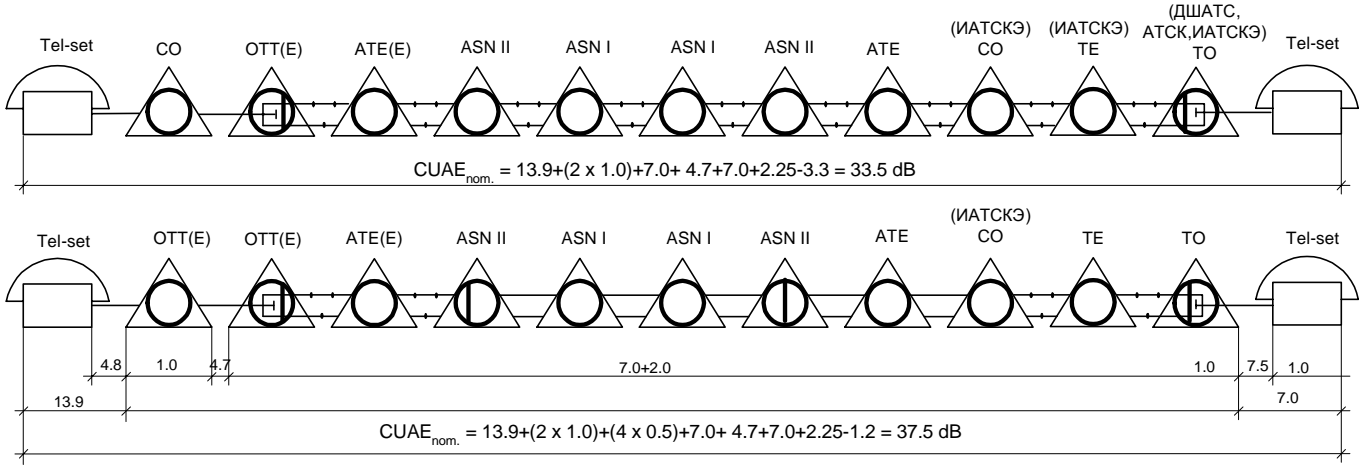 (ДШАТС,
(ИАТСКЭ) (ИАТСКЭ) АТСК,ИАТСКЭ)
Tel-set CO OTT(E) ATE(E) ASN II ASN I ASN I ASN II ATE CO TE TO Tel-set
CUAEnom. = 13.9+(2 x 1.0)+7.0+ 4.7+7.0+2.25-3.3 = 33.5 dB
(ИАТСКЭ)
Tel-set OTT(E) OTT(E) ATE(E) ASN II ASN I ASN I ASN II ATE CO TE TO Tel-set
4.8 1.0 4.7 7.0+2.0 1.0 7.5 1.0
13.9 7.0
CUAEnom. = 13.9+(2 x 1.0)+(4 x 0.5)+7.0+ 4.7+7.0+2.25-1.2 = 37.5 dB